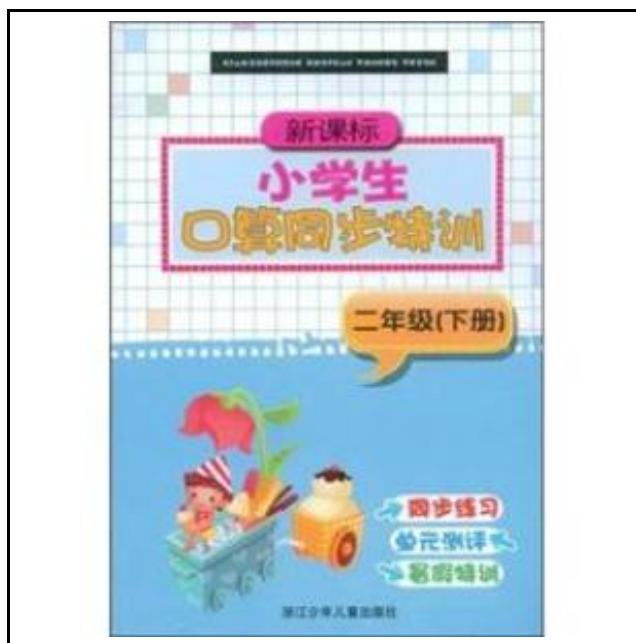 新课标
小学生
口算同步特训
二年级(下册)
同步练习
单元测评
暑假特训
浙江少年儿童出版社